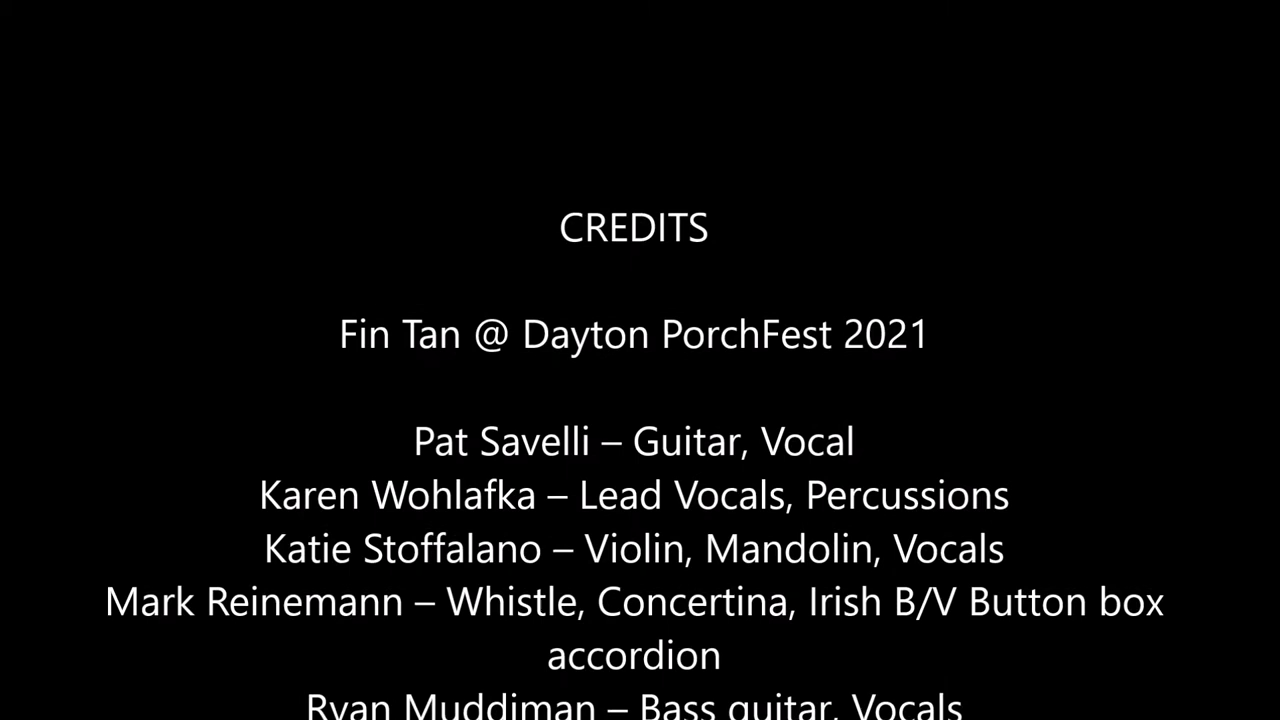 CREDITS
Fin Tan @ Dayton PorchFest 2021
Pat Savelli – Guitar, Vocal
Karen Wohlafka – Lead Vocals, Percussions
Katie Stoffalano – Violin, Mandolin, Vocals
Mark Reinemann – Whistle, Concertina, Irish B/V Button box
accordion
Ryan Muddiman – Bass guitar, Vocals